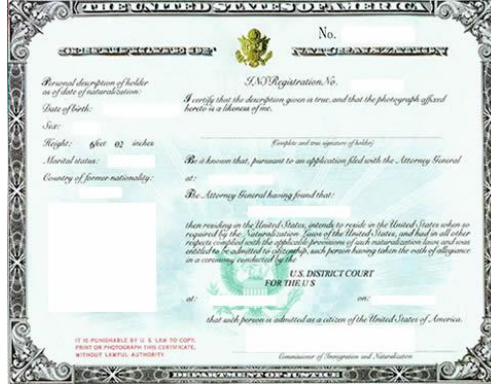 THE UNITED STATES OF AMERICA
No.
CERTIFICATE OF NATURALIZATION
Personal description of holder
as of date of naturalization:
Date of birth:
Sex:
Height: 6feet 02 inches
Marital status:
Country of former nationality:
INS Registration No.
I certify that the description given is true, and that the photograph affixed
hereto is a likeness of me.
(Complete and true signature of holder)
Be it known that, pursuant to an application filed with the Attorney General
at:
The Attorney General having found that:
then residing in the United States, intends to reside in the United States when so
required by the Naturalization Laws of the United States, and had in all other
respects complied with the applicable provisions of such naturalization laws and was
entitled to be admitted to citizenship, such person having taken the oath of allegiance
in a ceremony conducted by the
U.S. DISTRICT COURT
FOR THE U S
at:
on:
that such person is admitted as a citizen of the United States of America.
IT IS PUNISHABLE BY U. S. LAW TO COPY,
PRINT OR PHOTOGRAPH THIS CERTIFICATE,
WITHOUT LAWFUL AUTHORITY.
Commissioner of Immigration and Naturalization
DEPARTMENT OF JUSTICE